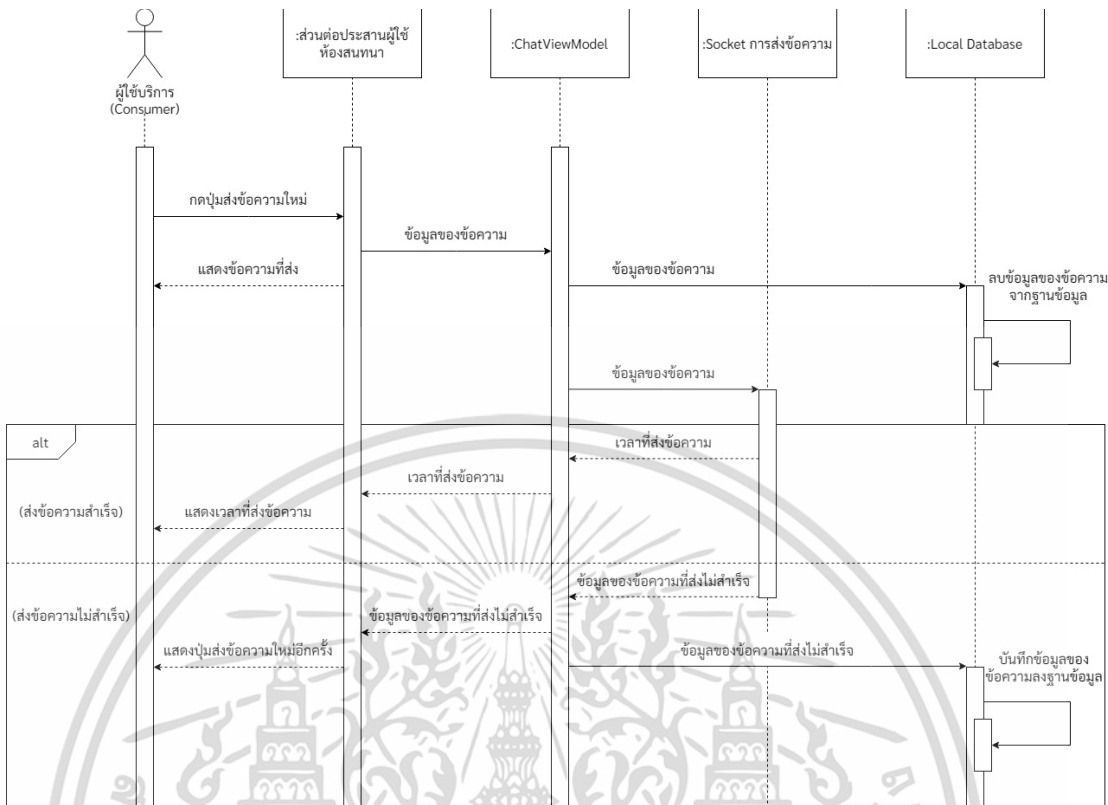 :ส่วนต่อประสานผู้ใช้
ห้องสนทนา
:ChatViewModel
:Socket การส่งข้อความ
:Local Database
ผู้ใช้บริการ
(Consumer)
กดปุ่มส่งข้อความใหม่
ข้อมูลของข้อความ
แสดงข้อความที่ส่ง
ข้อมูลของข้อความ
ลบข้อมูลของข้อความ
จากฐานข้อมูล
ข้อมูลของข้อความ
alt
เวลาที่ส่งข้อความ
เวลาที่ส่งข้อความ
(ส่งข้อความสำเร็จ)
แสดงเวลาที่ส่งข้อความ
ข้อมูลของข้อความที่ส่งไม่สำเร็จ
(ส่งข้อความไม่สำเร็จ)
ข้อมูลของข้อความที่ส่งไม่สำเร็จ
แสดงปุ่มส่งข้อความใหม่อีกครั้ง
ข้อมูลของข้อความที่ส่งไม่สำเร็จ
บันทึกข้อมูลของ
ข้อความลงฐานข้อมูล